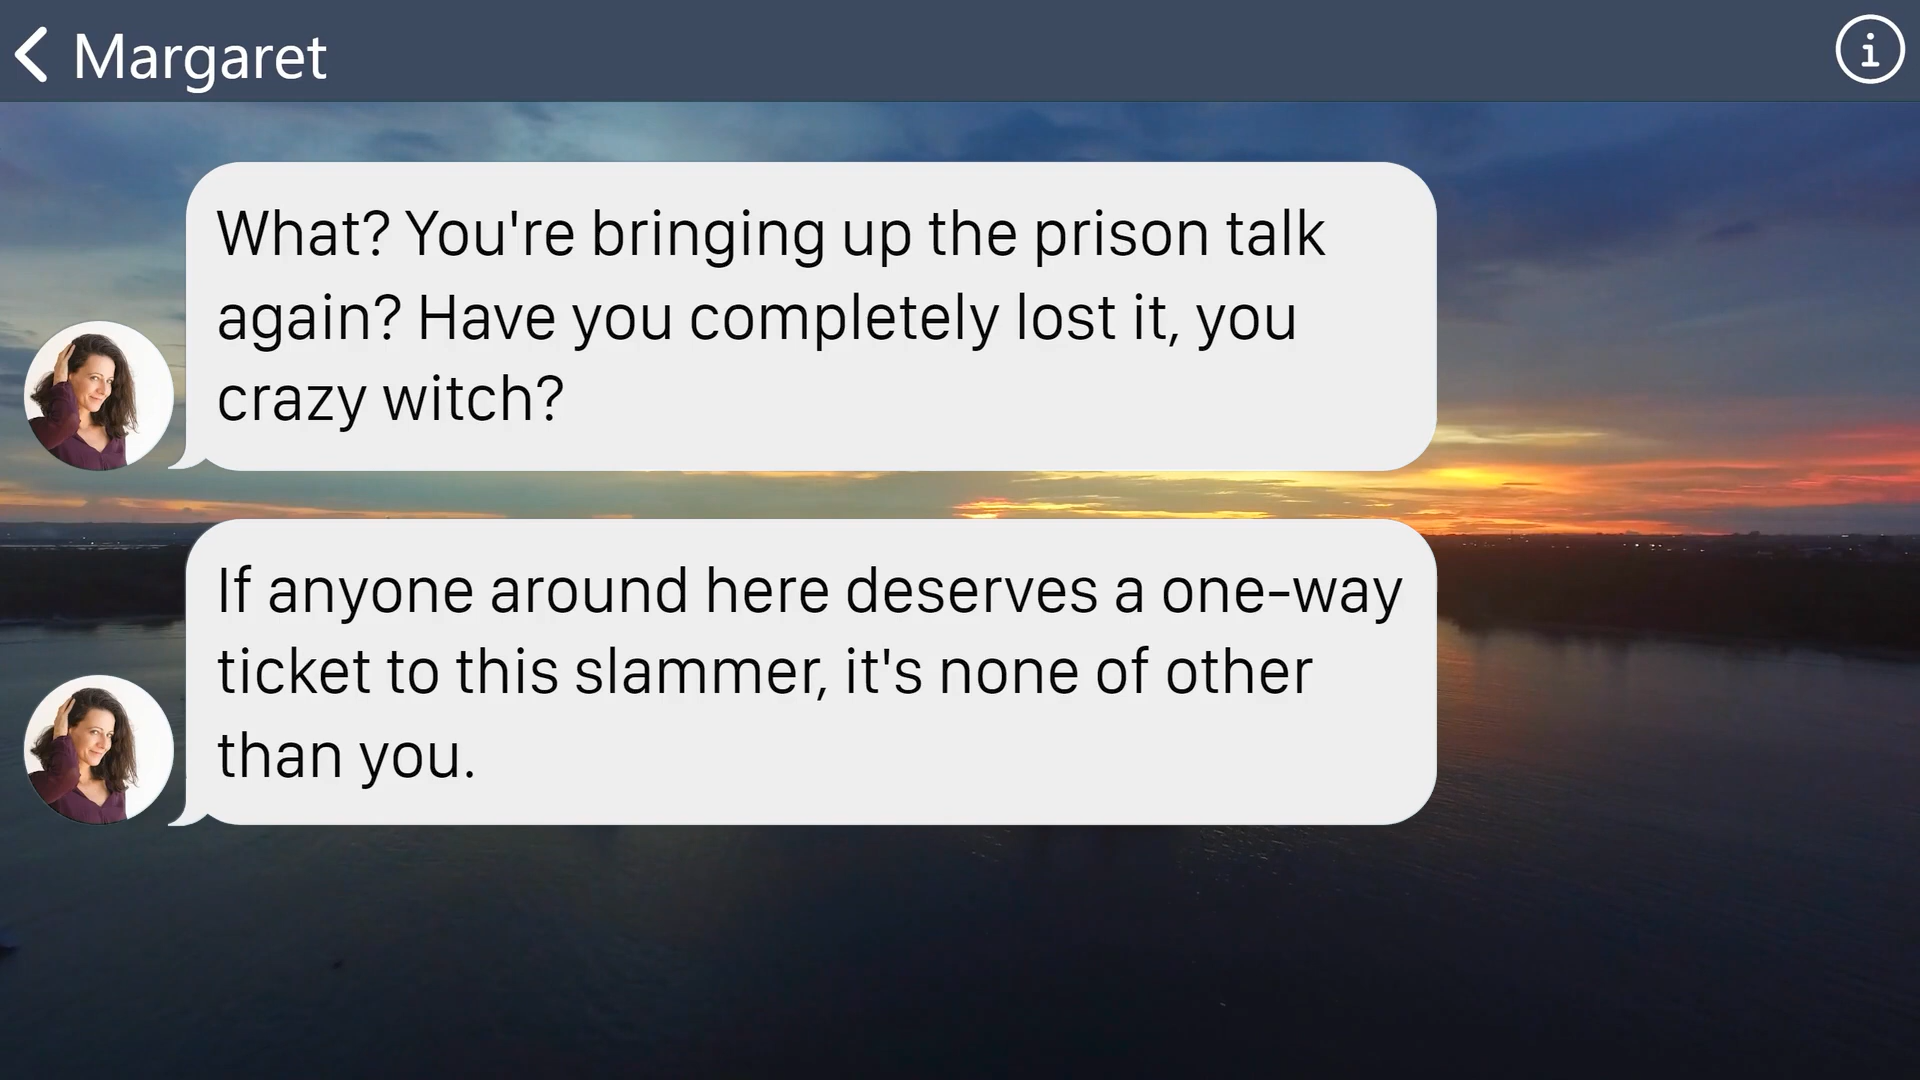 Margaret
What? You're bringing up the prison talk
again? Have you completely lost it, you
crazy witch?
If anyone around here deserves a one-way
ticket to this slammer, it's none of other
than you.